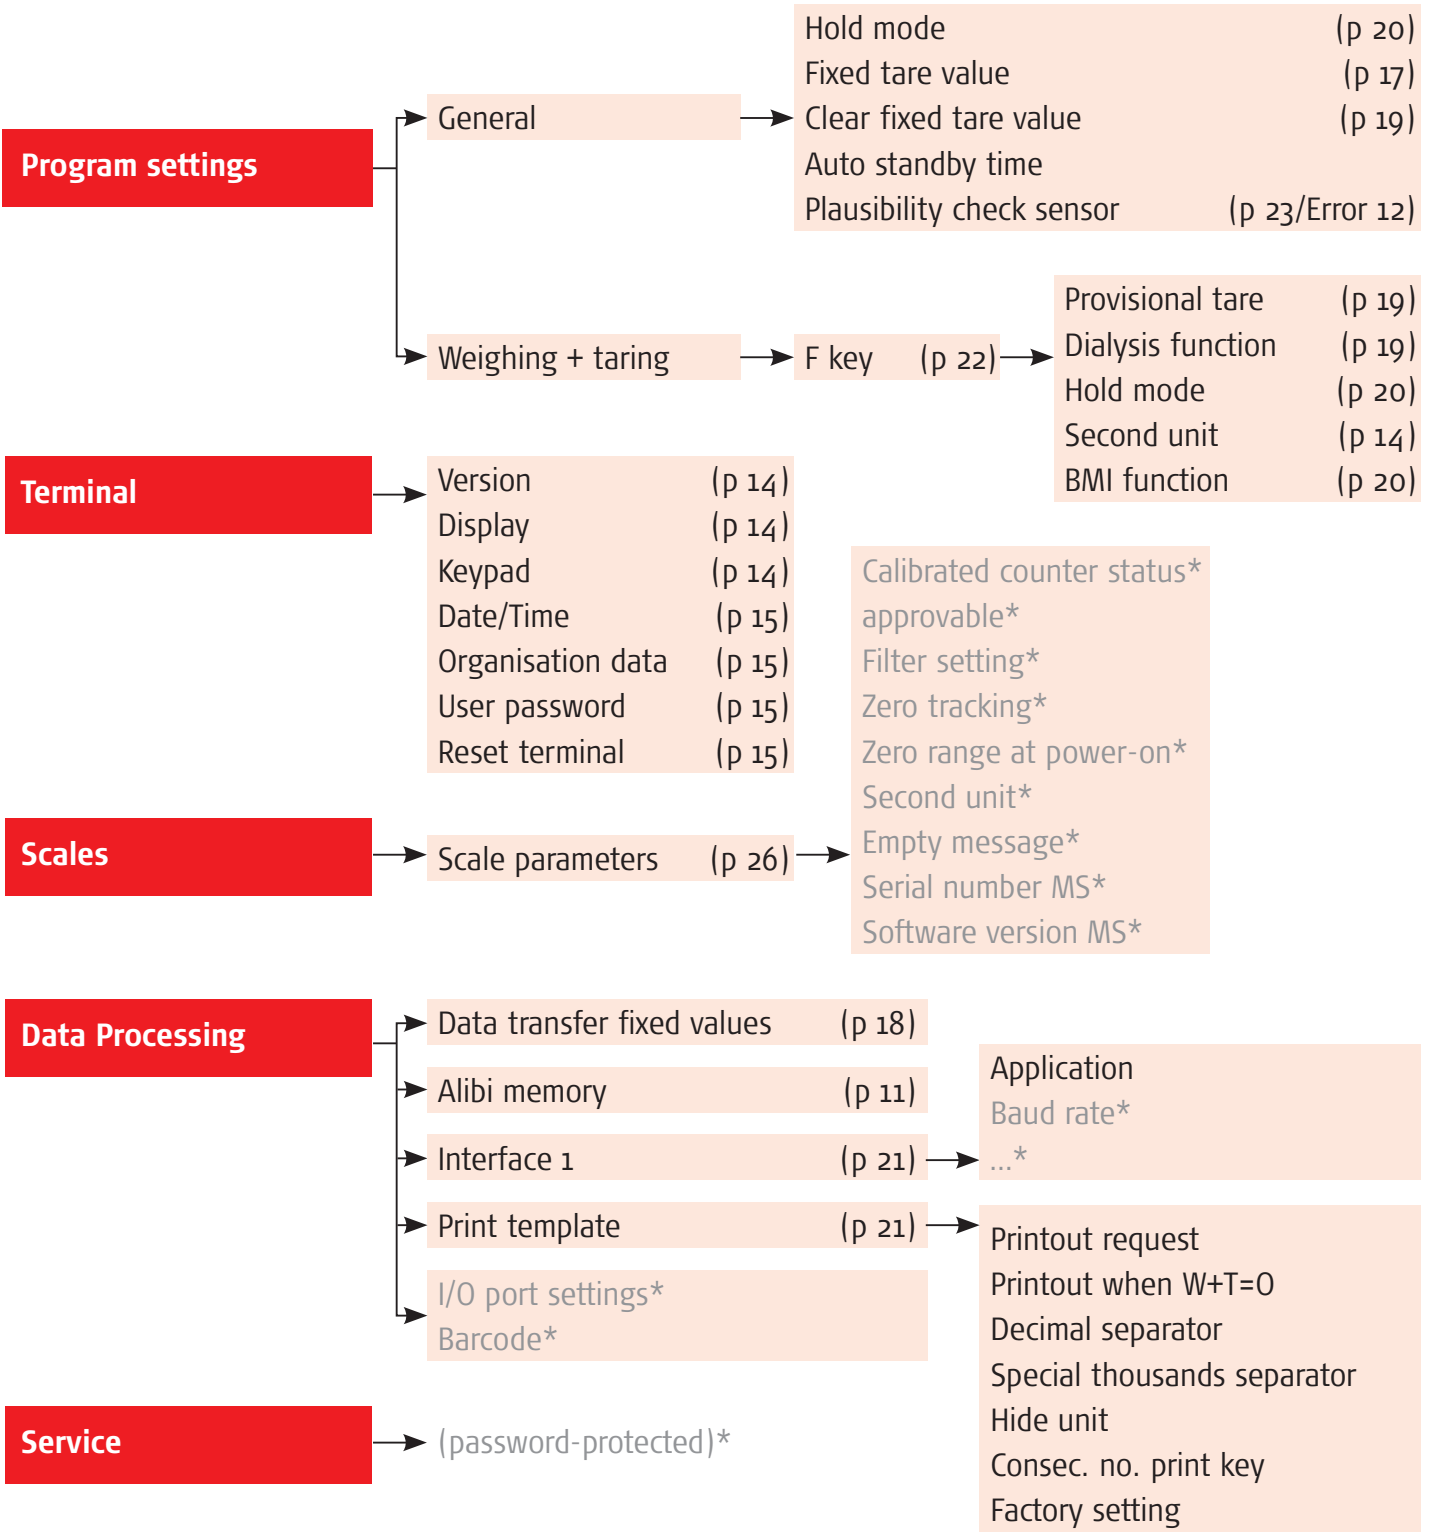 Program settings
General
Hold mode (p 20)
Fixed tare value (p 17)
Clear fixed tare value (p 19)
Auto standby time
Plausibility check sensor (p 23/Error 12)
Weighing + taring
F key (p 22)
Provisional tare (p 19)
Dialysis function (p 19)
Hold mode (p 20)
Second unit (p 14)
BMI function (p 20)
Terminal
Version (p 14)
Display (p 14)
Keypad (p 14)
Date/Time (p 15)
Organisation data (p 15)
User password (p 15)
Reset terminal (p 15)
Scales
Scale parameters (p 26)
Calibrated counter status*
approvable*
Filter setting*
Zero tracking*
Zero range at power-on*
Second unit*
Empty message*
Serial number MS*
Software version MS*
Data Processing
Data transfer fixed values (p 18)
Alibi memory (p 11)
Interface 1 (p 21)
Application
Baud rate*
...*
Print template (p 21)
Printout request
Printout when W+T=0
Decimal separator
Special thousands separator
Hide unit
Consec. no. print key
Factory setting
I/O port settings*
Barcode*
Service
(password-protected)*